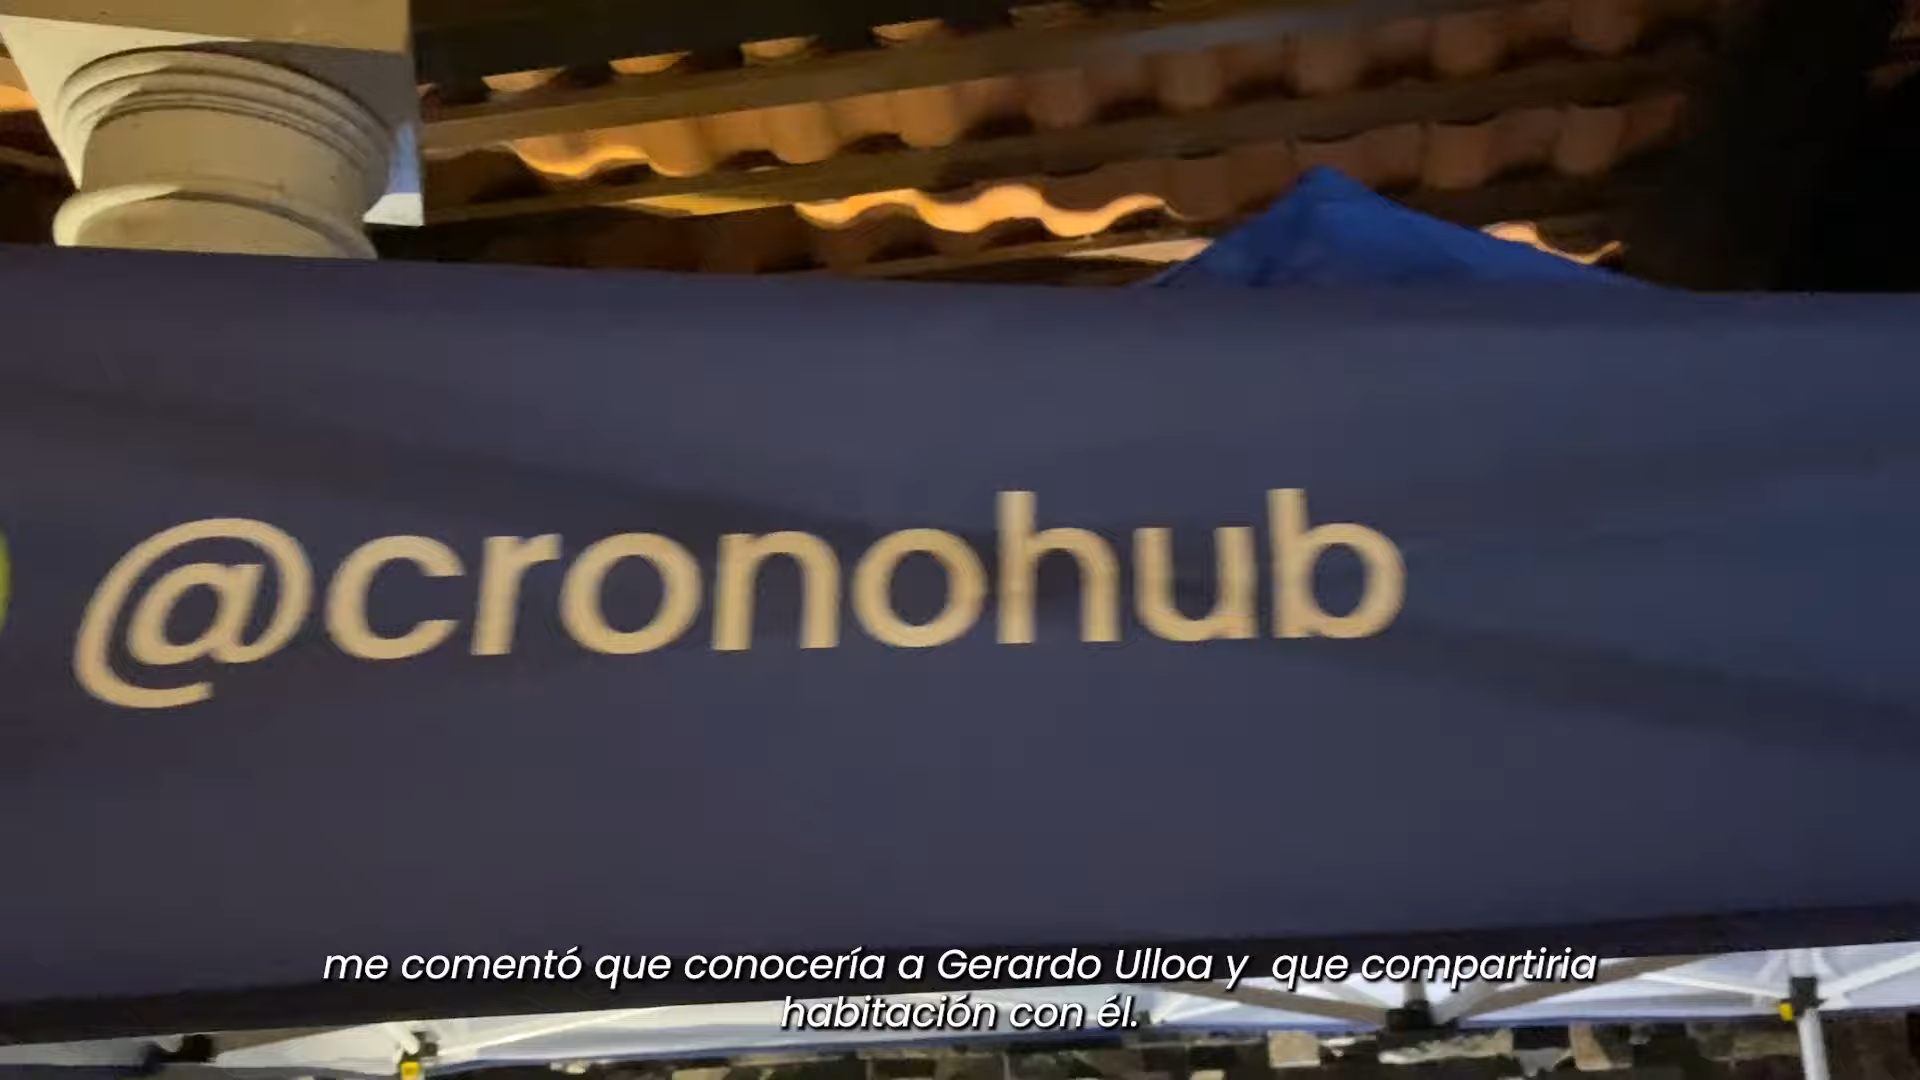 @cronohub
me comentó que conocería a Gerardo Ulloa y  que compartiria
habitación con él.